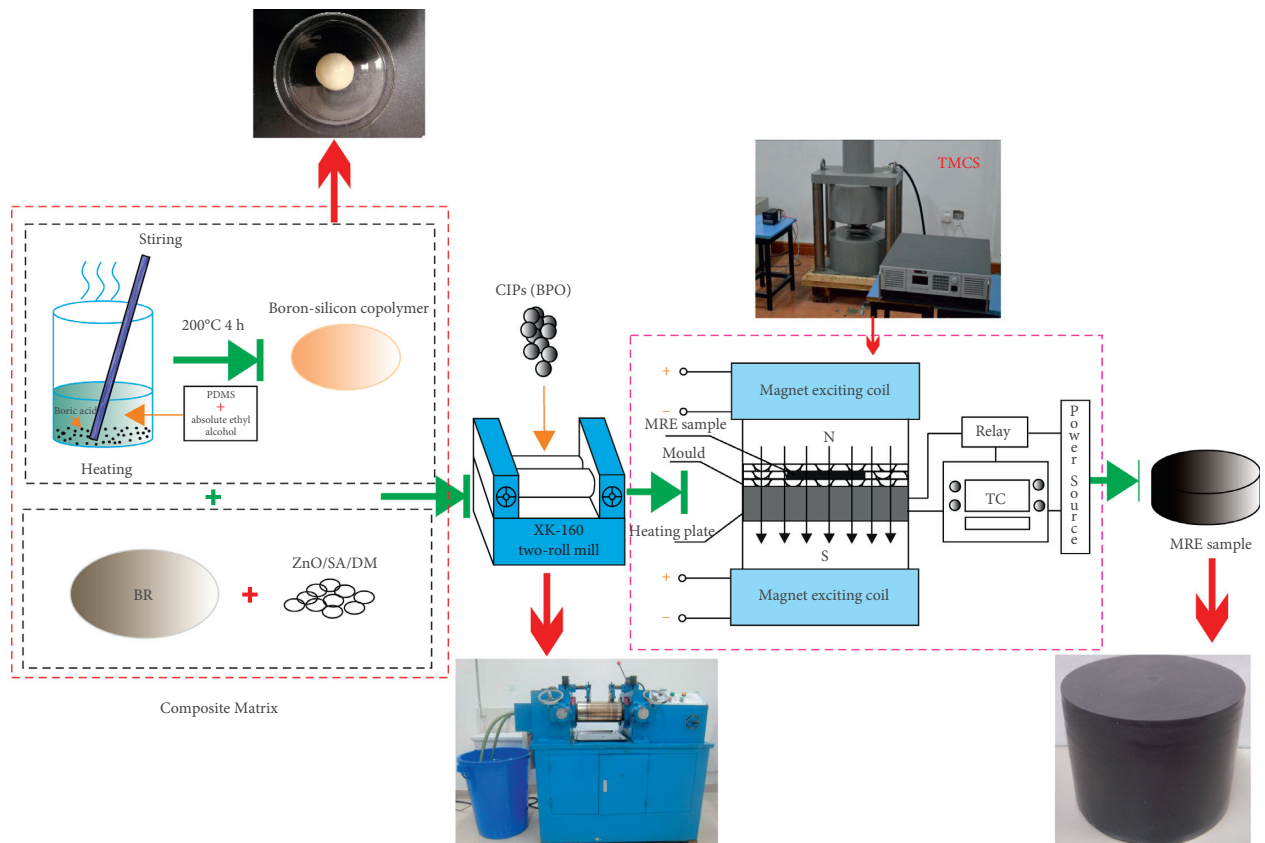 Stiring
200°C 4 h
Boron-silicon copolymer
Boric acid
PDMS
+
absolute ethyl
alcohol
Heating
+
BR
+
ZnO/SA/DM
Composite Matrix
CIPs (BPO)
XK-160
two-roll mill
TMCS
+
Magnet exciting coil
−
MRE sample
N
Mould
Heating plate
S
+
Magnet exciting coil
−
Relay
TC
Power Source
MRE sample